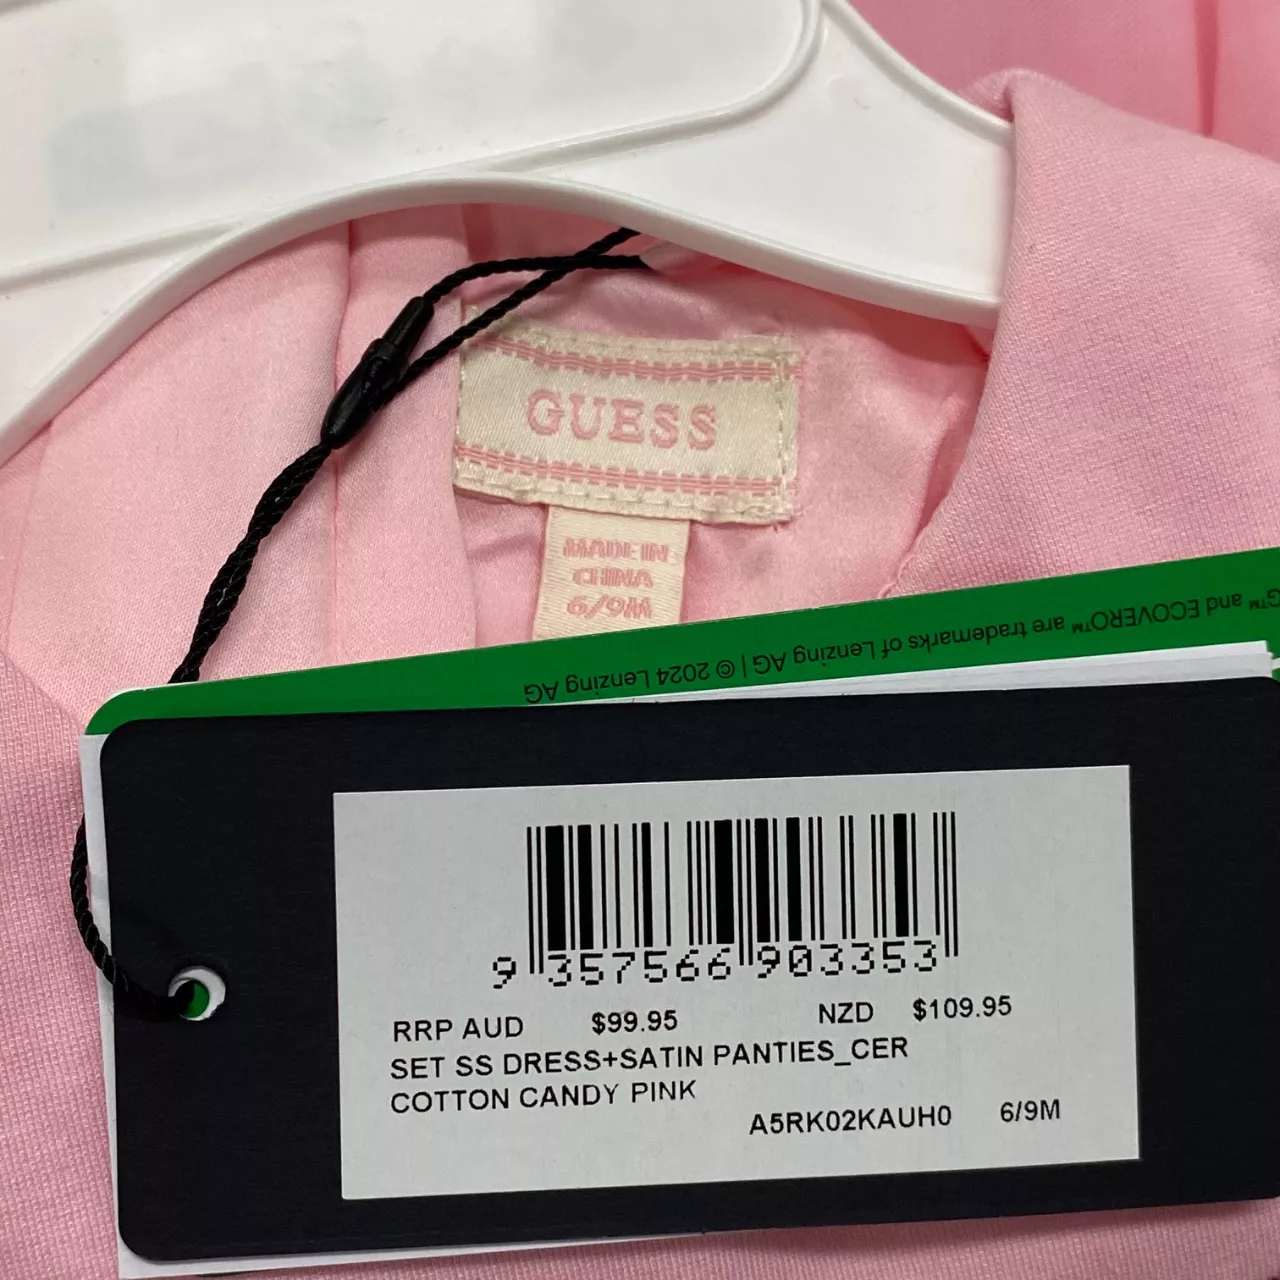 GUESS
MADE IN
CHINA
6/9M
G™ and ECOVERO™ are trademarks of Lenzing AG | © 2024 Lenzing AG
9 357566 903353
RRP AUD $99.95 NZD $109.95
SET SS DRESS+SATIN PANTIES_CER
COTTON CANDY PINK
A5RK02KAUH0 6/9M